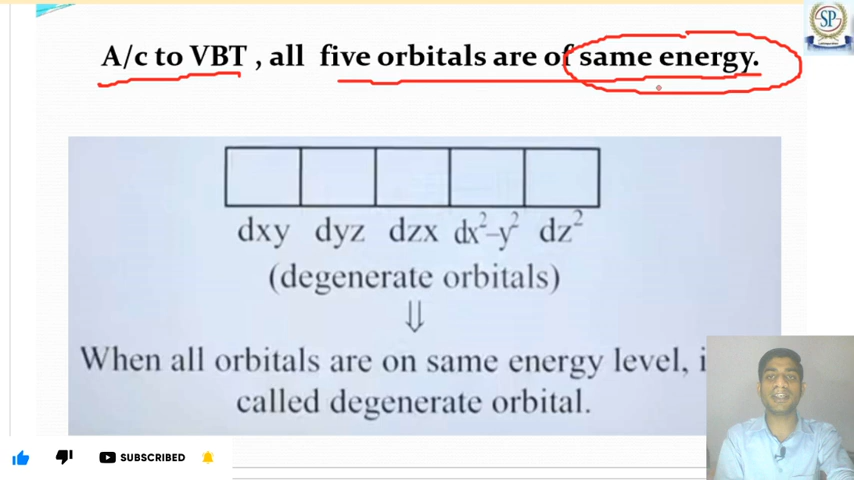 A/c to VBT , all five orbitals are of same energy.
SP
dxy dyz dzx dx²–y² dz²
(degenerate orbitals)
⇓
When all orbitals are on same energy level, i
called degenerate orbital.
SUBSCRIBED